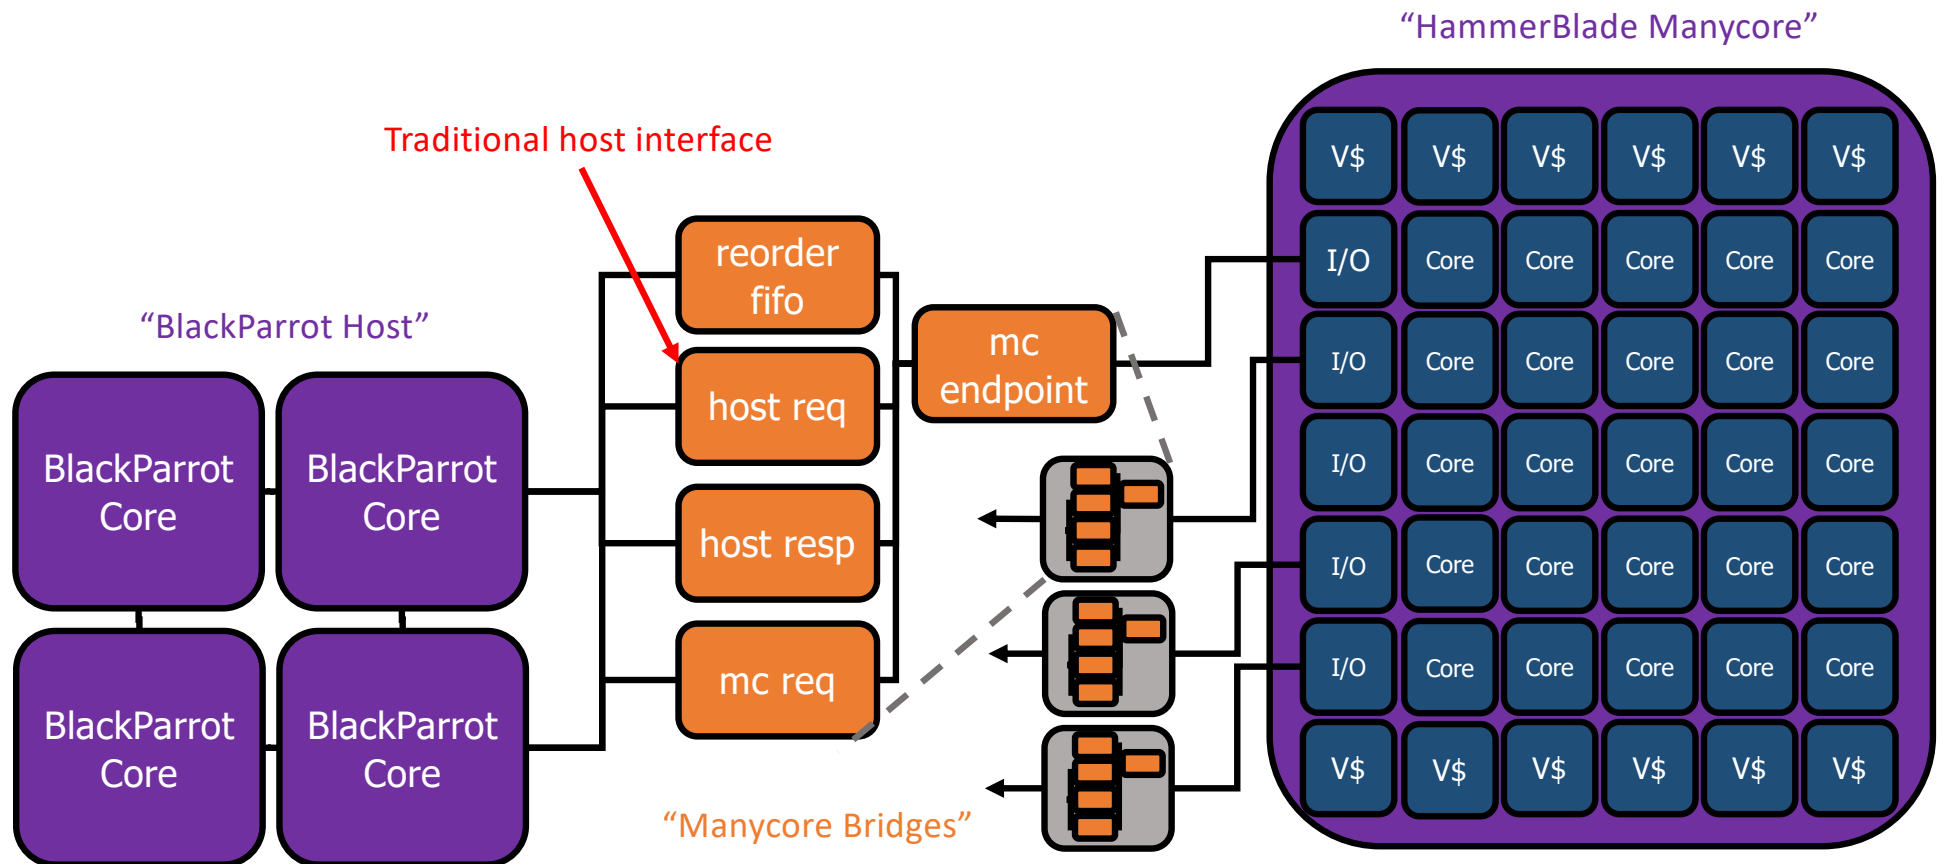 “HammerBlade Manycore”
Traditional host interface
“BlackParrot Host”
BlackParrot
Core
BlackParrot
Core
BlackParrot
Core
BlackParrot
Core
reorder
fifo
host req
host resp
mc req
mc
endpoint
“Manycore Bridges”
V$ V$ V$ V$ V$ V$
I/O Core Core Core Core Core
I/O Core Core Core Core Core
I/O Core Core Core Core Core
I/O Core Core Core Core Core
I/O Core Core Core Core Core
V$ V$ V$ V$ V$ V$